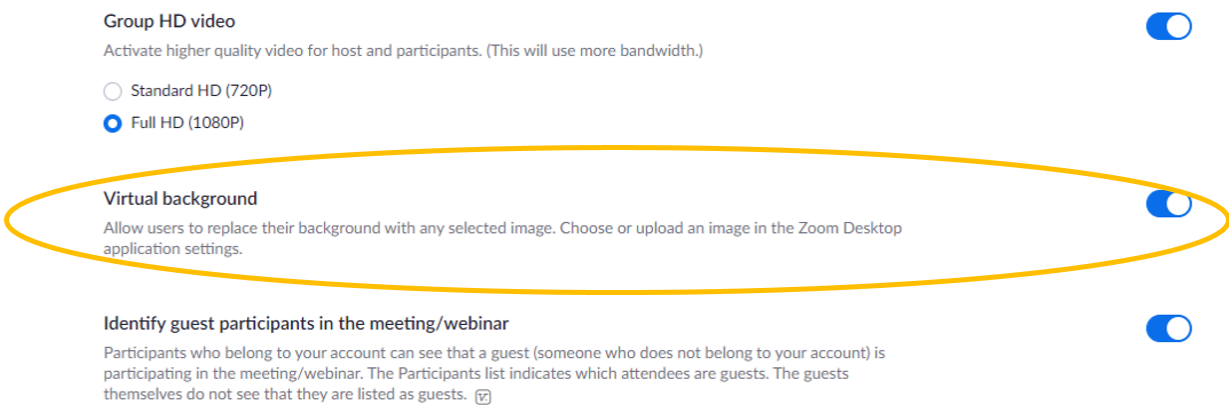 Group HD video
Activate higher quality video for host and participants. (This will use more bandwidth.)
Standard HD (720P)
Full HD (1080P)
Virtual background
Allow users to replace their background with any selected image. Choose or upload an image in the Zoom Desktop
application settings.
Identify guest participants in the meeting/webinar
Participants who belong to your account can see that a guest (someone who does not belong to your account) is
participating in the meeting/webinar. The Participants list indicates which attendees are guests. The guests
themselves do not see that they are listed as guests.